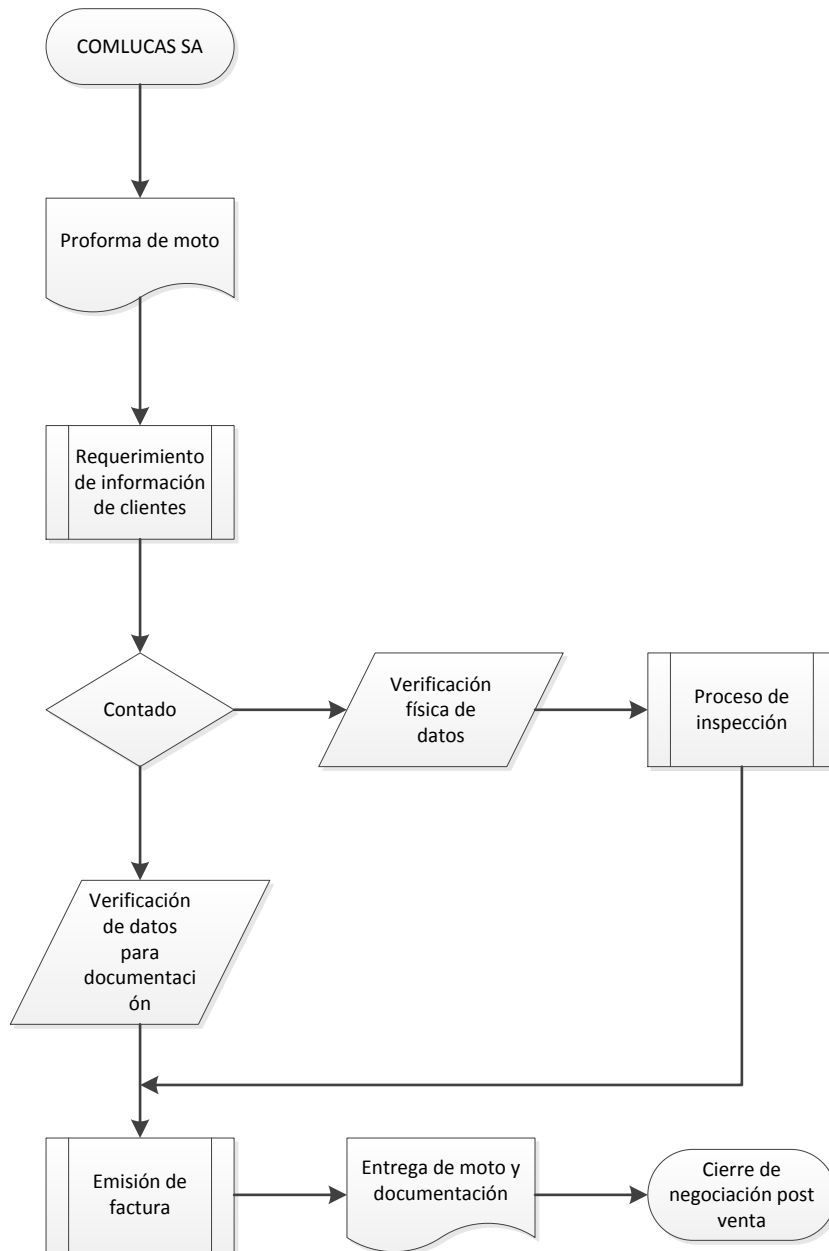 COMLUCAS SA
Proforma de moto
Requerimiento
de información
de clientes
Contado
Verificación
física de
datos
Proceso de
inspección
Verificación
de datos
para
documentaci
ón
Emisión de
factura
Entrega de moto y
documentación
Cierre de
negociación post
venta